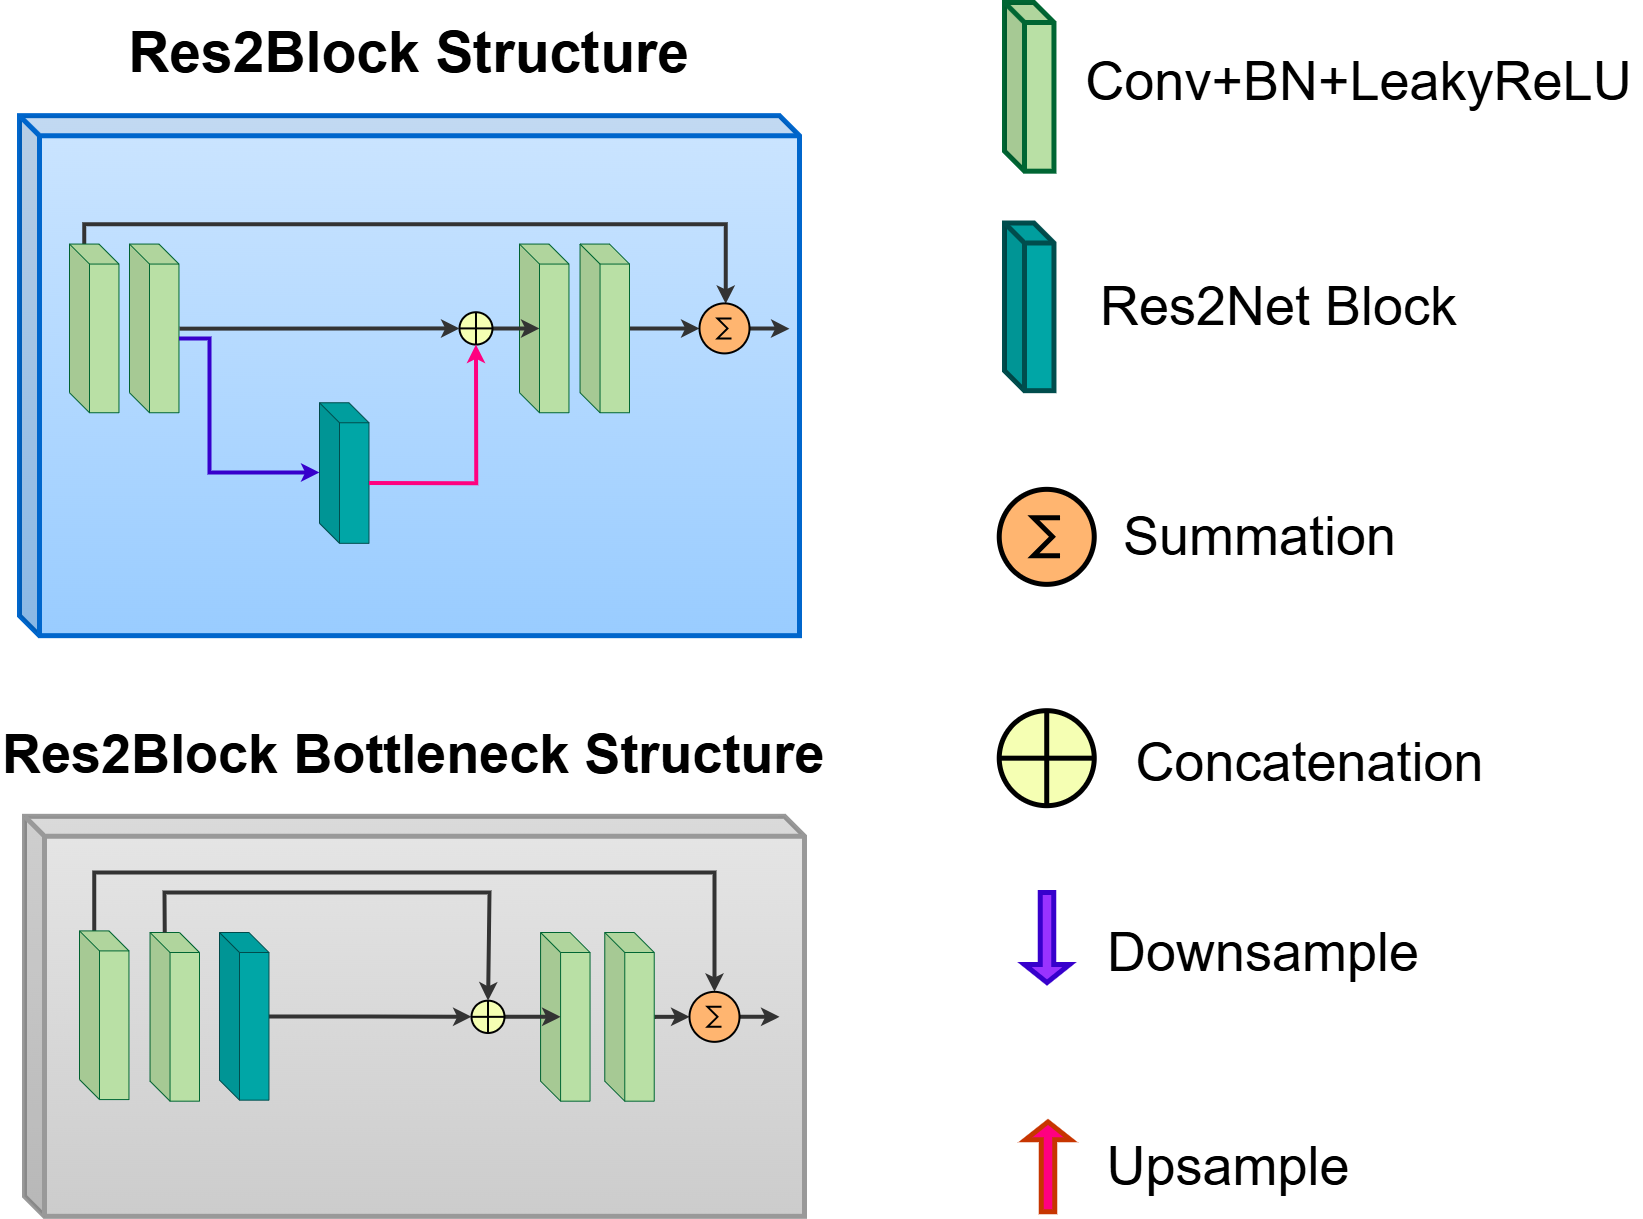 Res2Block Structure
Σ
Res2Block Bottleneck Structure
Σ
Conv+BN+LeakyReLU
Res2Net Block
Σ Summation
Concatenation
Downsample
Upsample